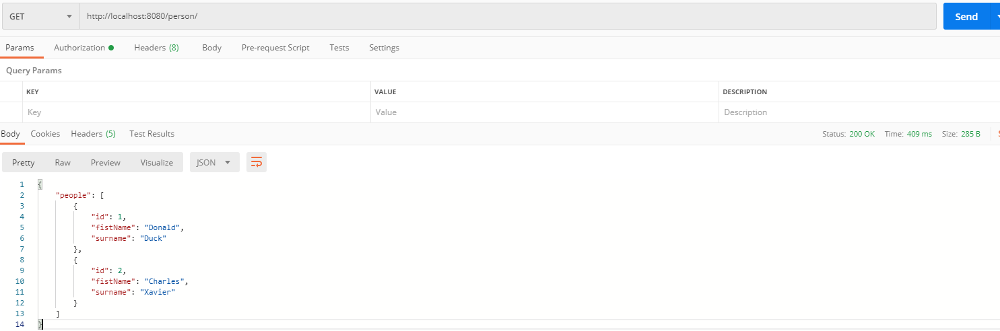 GET http://localhost:8080/person/ Send
Params Authorization Headers (8) Body Pre-request Script Tests Settings
Query Params
KEY VALUE DESCRIPTION
Key Value Description
Body Cookies Headers (5) Test Results Status: 200 OK Time: 409 ms Size: 285 B
Pretty Raw Preview Visualize JSON
1 {
2 "people": [
3 {
4 "id": 1,
5 "fistName": "Donald",
6 "surname": "Duck"
7 },
8 {
9 "id": 2,
10 "fistName": "Charles",
11 "surname": "Xavier"
12 }
13 ]
14 }